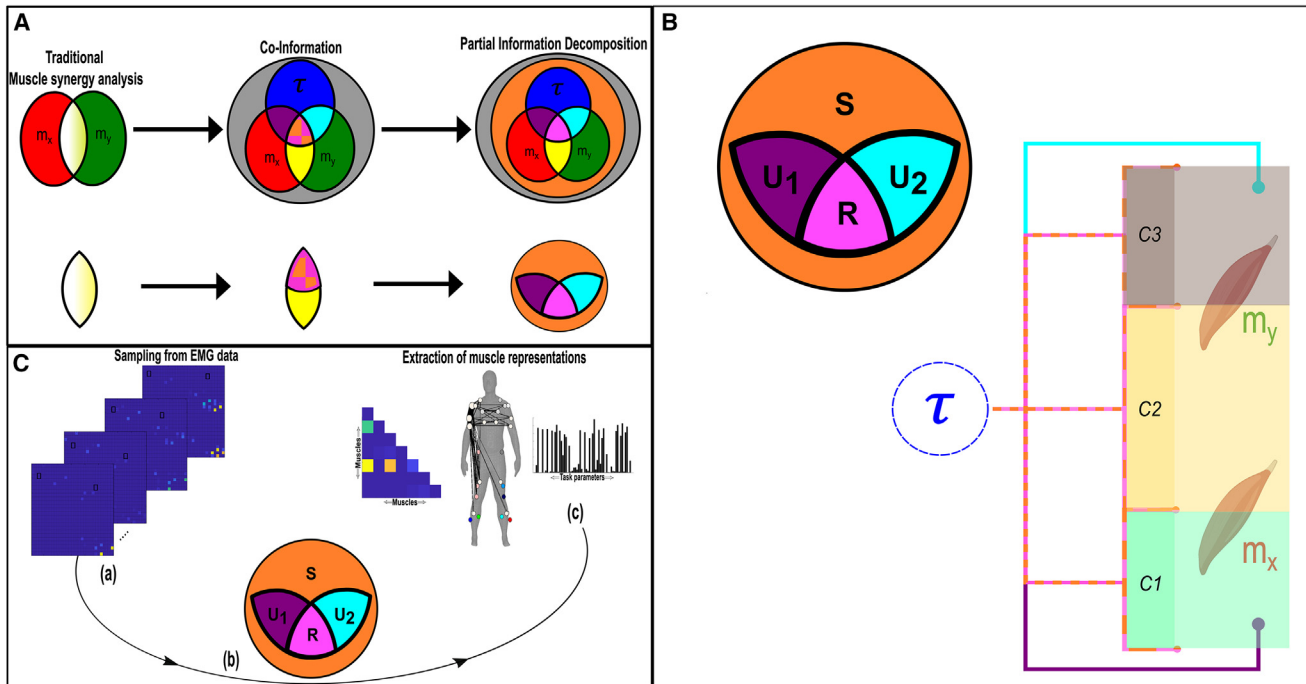 A
Traditional
Muscle synergy analysis
Co-Information
Partial Information Decomposition
mx
my
τ
mx
my
τ
mx
my
B
S
U1
U2
R
τ
C3
my
C2
C1
mx
C
Sampling from EMG data
Extraction of muscle representations
Muscles
Muscles
Task parameters
(a)
(c)
S
U1
U2
R
(b)